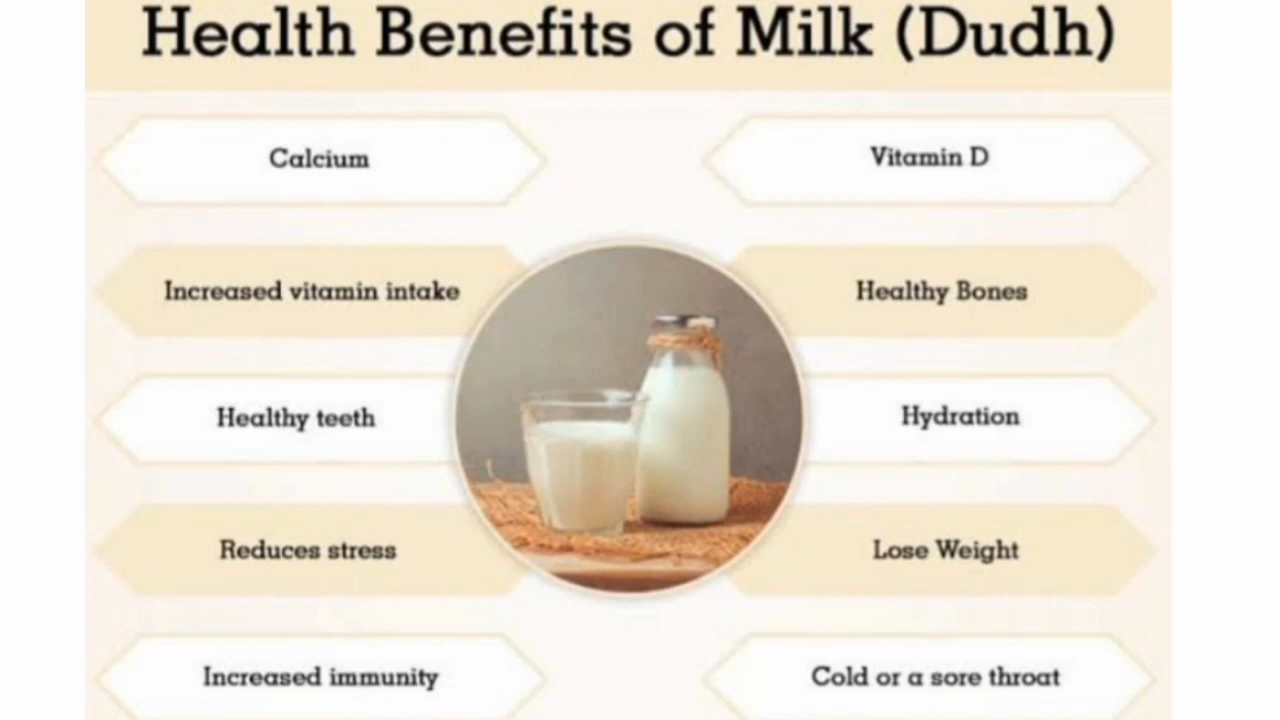 Health Benefits of Milk (Dudh)
Calcium
Vitamin D
Increased vitamin intake
Healthy Bones
Healthy teeth
Hydration
Reduces stress
Lose Weight
Increased immunity
Cold or a sore throat